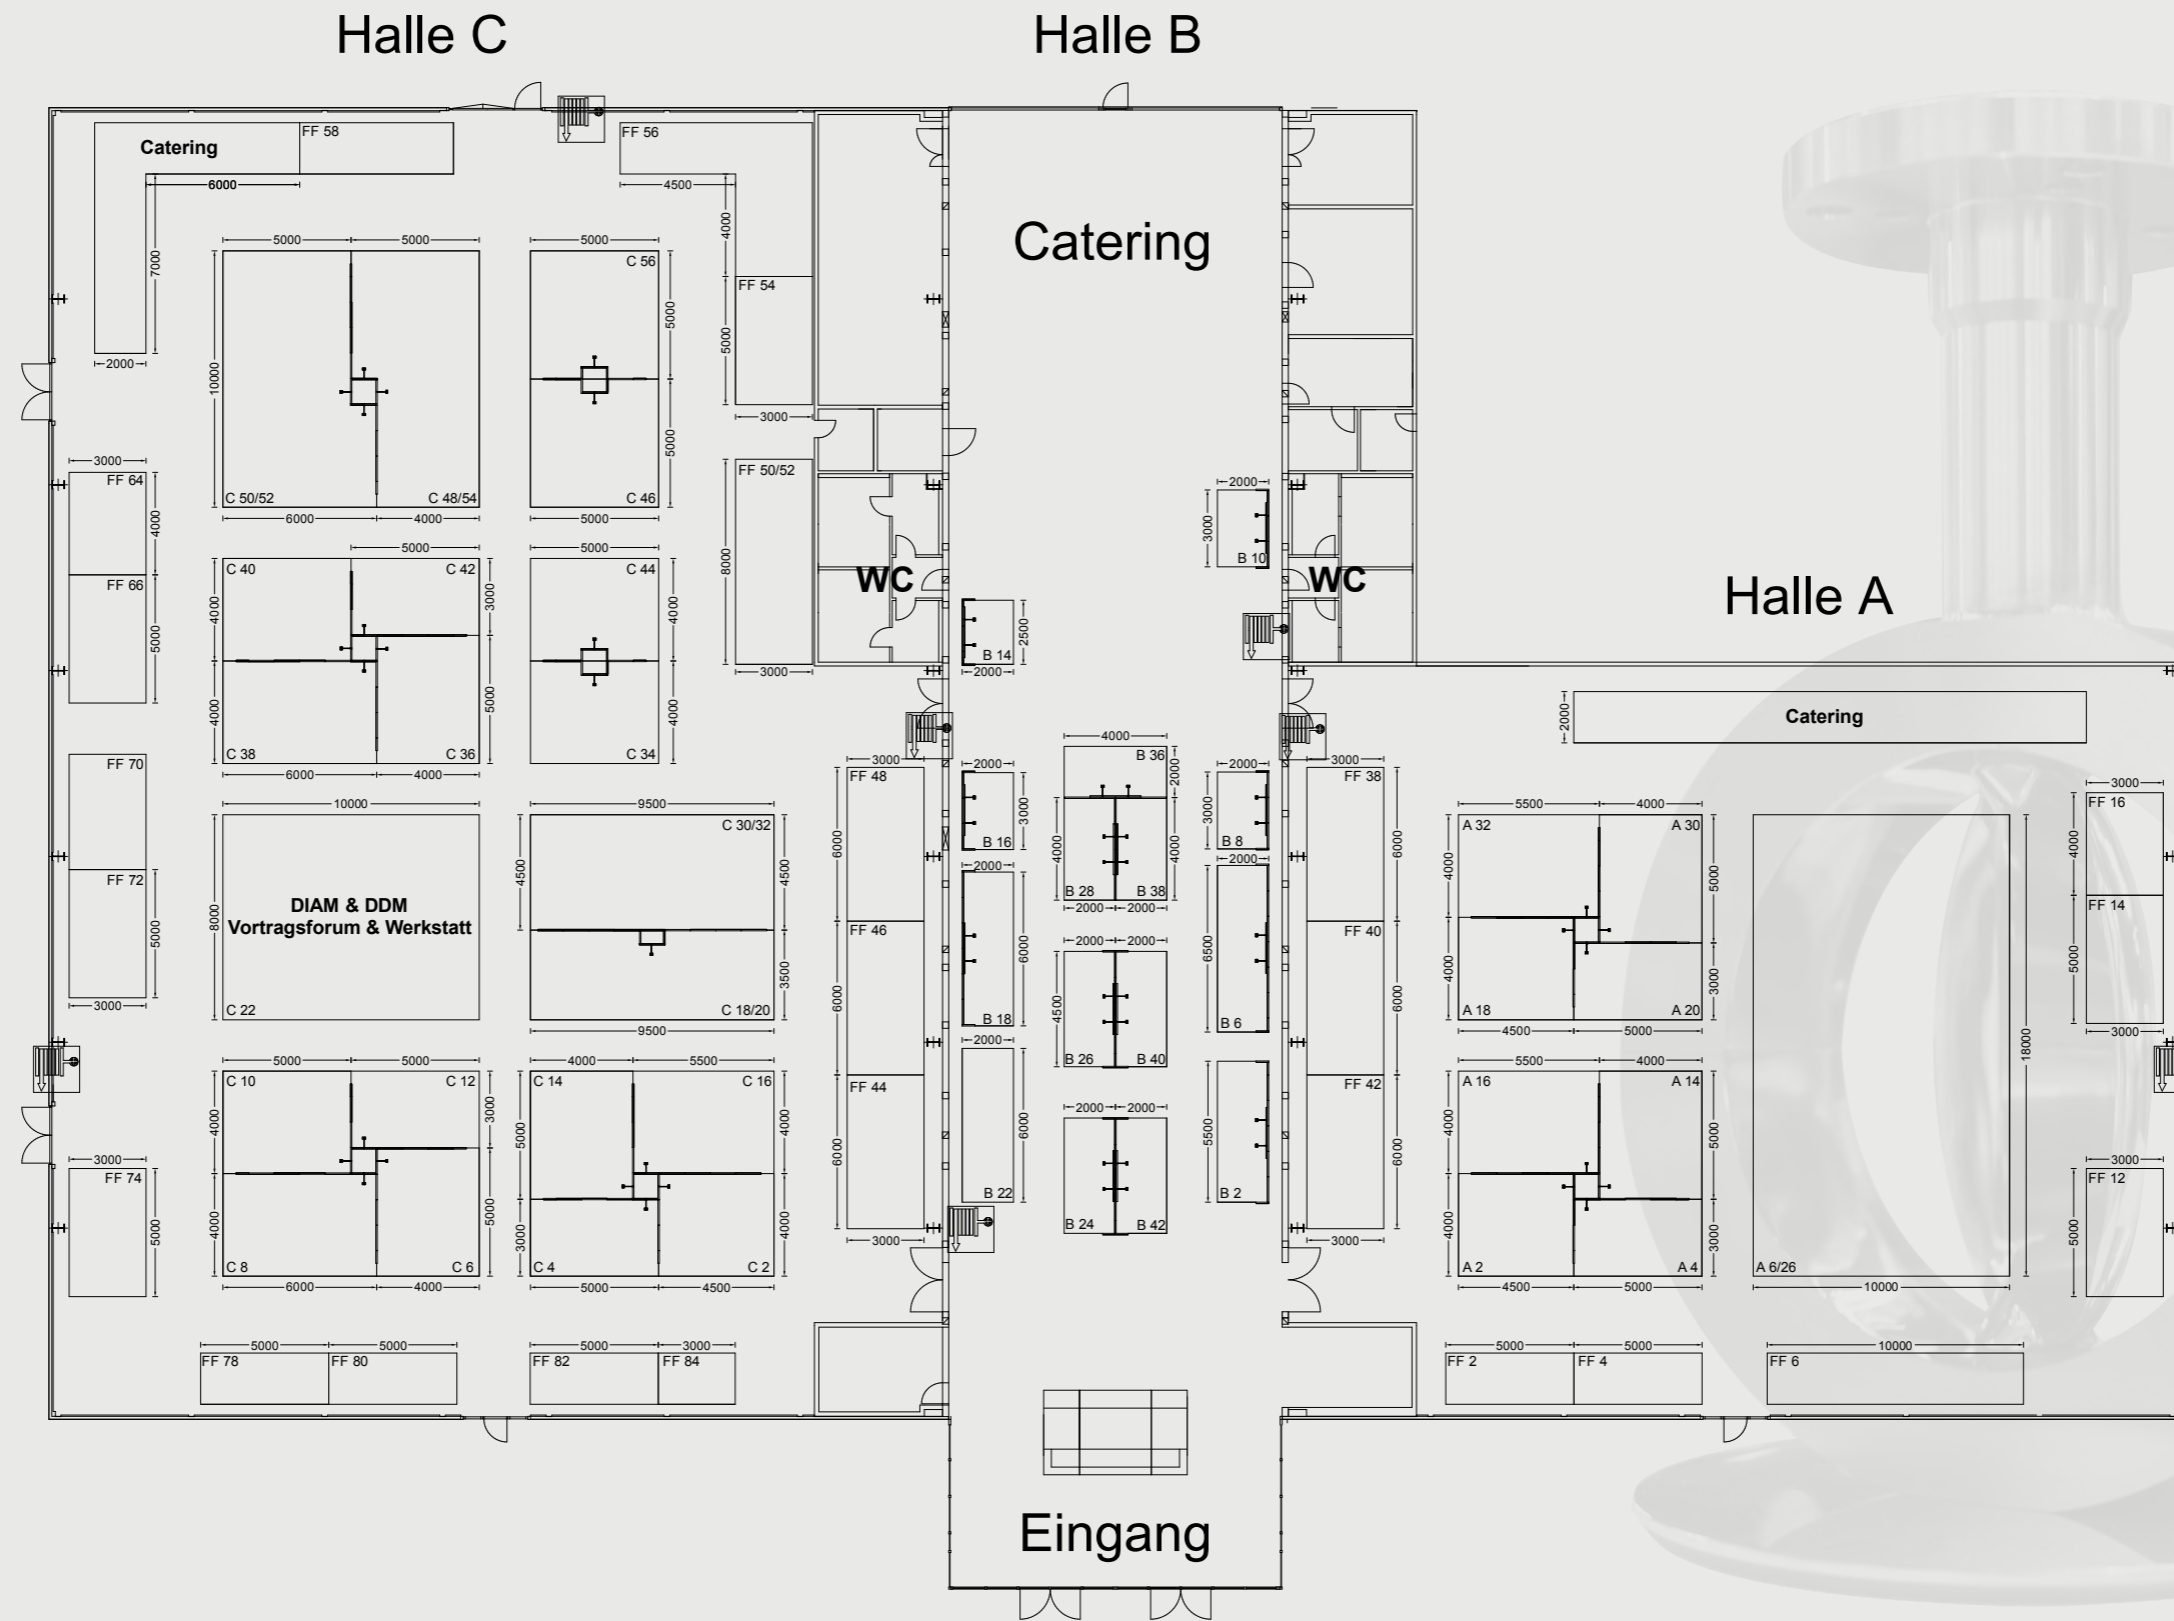 Halle C
Halle B
Catering
FF 58
FF 56
6000
4500
4000
7000
2000
Catering
5000
5000
5000
C 56
FF 54
10000
5000
5000
5000
3000
C 50/52
C 48/54
C 46
FF 50/52
6000
4000
5000
3000
FF 64
4000
FF 66
5000
5000
5000
C 40
C 42
C 44
4000
3000
4000
8000
4000
5000
4000
C 38
C 36
C 34
6000
4000
3000
WC
WC
2000
3000
B 10
2500
B 14
2000
Halle A
2000
Catering
FF 70
FF 72
5000
3000
10000
8000
DIAM & DDM
Vortragsforum & Werkstatt
C 22
9500
C 30/32
4500
4500
3500
C 18/20
9500
3000
FF 48
6000
FF 46
6000
FF 44
6000
3000
2000
3000
B 16
2000
6000
B 18
2000
6000
B 22
4000
B 36
2000
4000
4000
B 28
B 38
2000
2000
2000
2000
4500
B 26
B 40
2000
2000
B 24
B 42
2000
3000
B 8
2000
6500
B 6
5500
B 2
3000
FF 38
6000
FF 40
6000
FF 42
6000
3000
5500
4000
A 32
A 30
4000
5000
4000
3000
A 18
A 20
4500
5000
5500
4000
A 16
A 14
4000
5000
4000
3000
A 2
A 4
4500
5000
18000
A 6/26
10000
3000
FF 16
4000
FF 14
5000
3000
3000
FF 12
5000
5000
5000
C 10
C 12
4000
3000
4000
5000
C 8
C 6
6000
4000
4000
5500
C 14
C 16
5000
4000
3000
4000
C 4
C 2
5000
4500
3000
FF 74
5000
5000
5000
FF 78
FF 80
5000
3000
FF 82
FF 84
5000
5000
FF 2
FF 4
10000
FF 6
Eingang